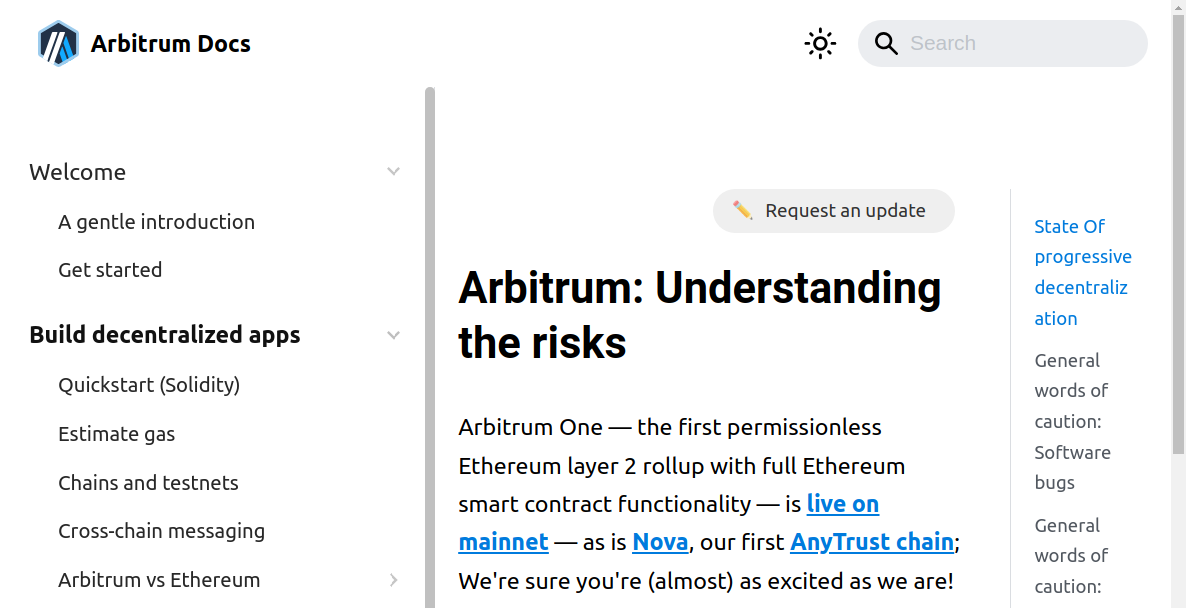 Arbitrum Docs
Search
Welcome
A gentle introduction
Get started
Build decentralized apps
Quickstart (Solidity)
Estimate gas
Chains and testnets
Cross-chain messaging
Arbitrum vs Ethereum
Request an update
Arbitrum: Understanding
the risks
Arbitrum One — the first permissionless
Ethereum layer 2 rollup with full Ethereum
smart contract functionality — is live on
mainnet — as is Nova, our first AnyTrust chain;
We're sure you're (almost) as excited as we are!
State Of
progressive
decentraliz
ation
General
words of
caution:
Software
bugs
General
words of
caution: